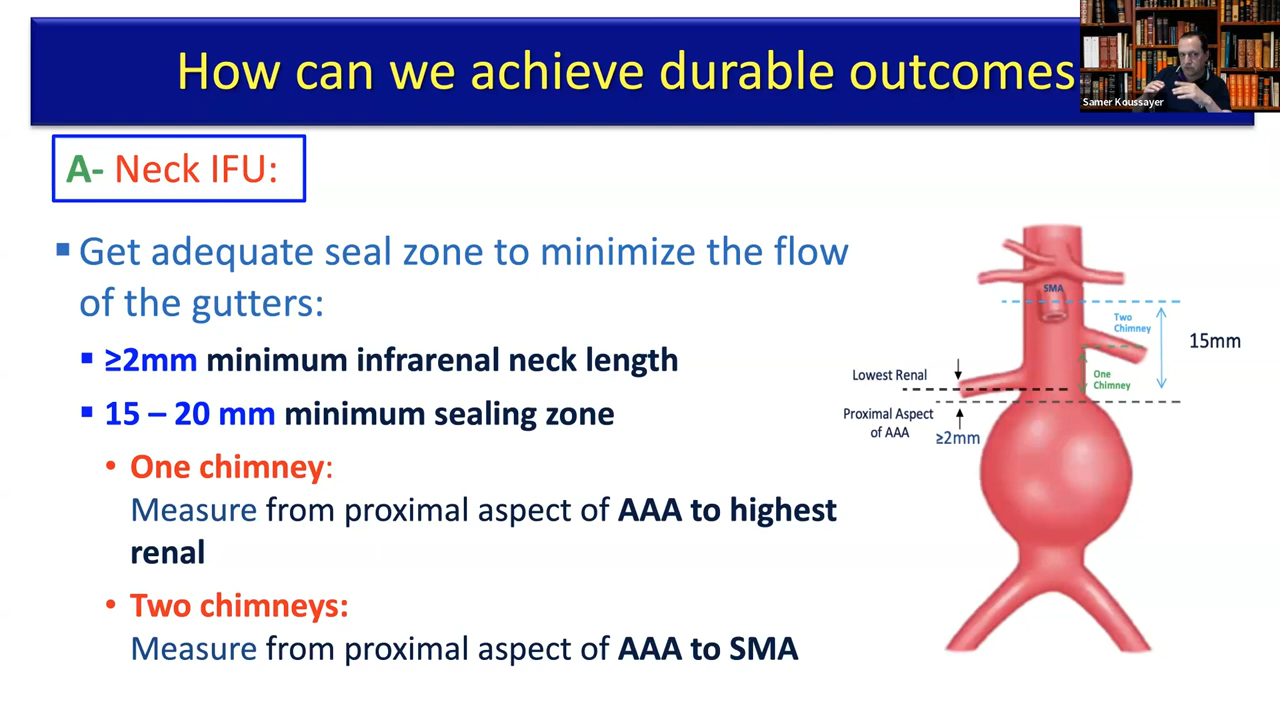 How can we achieve durable outcomes
Samer Koussayer
A- Neck IFU:
▪ Get adequate seal zone to minimize the flow
of the gutters:
▪ ≥2mm minimum infrarenal neck length
▪ 15 – 20 mm minimum sealing zone
• One chimney:
Measure from proximal aspect of AAA to highest
renal
• Two chimneys:
Measure from proximal aspect of AAA to SMA
SMA
Two
Chimney
15mm
One
Chimney
Lowest Renal
Proximal Aspect
of AAA
≥2mm